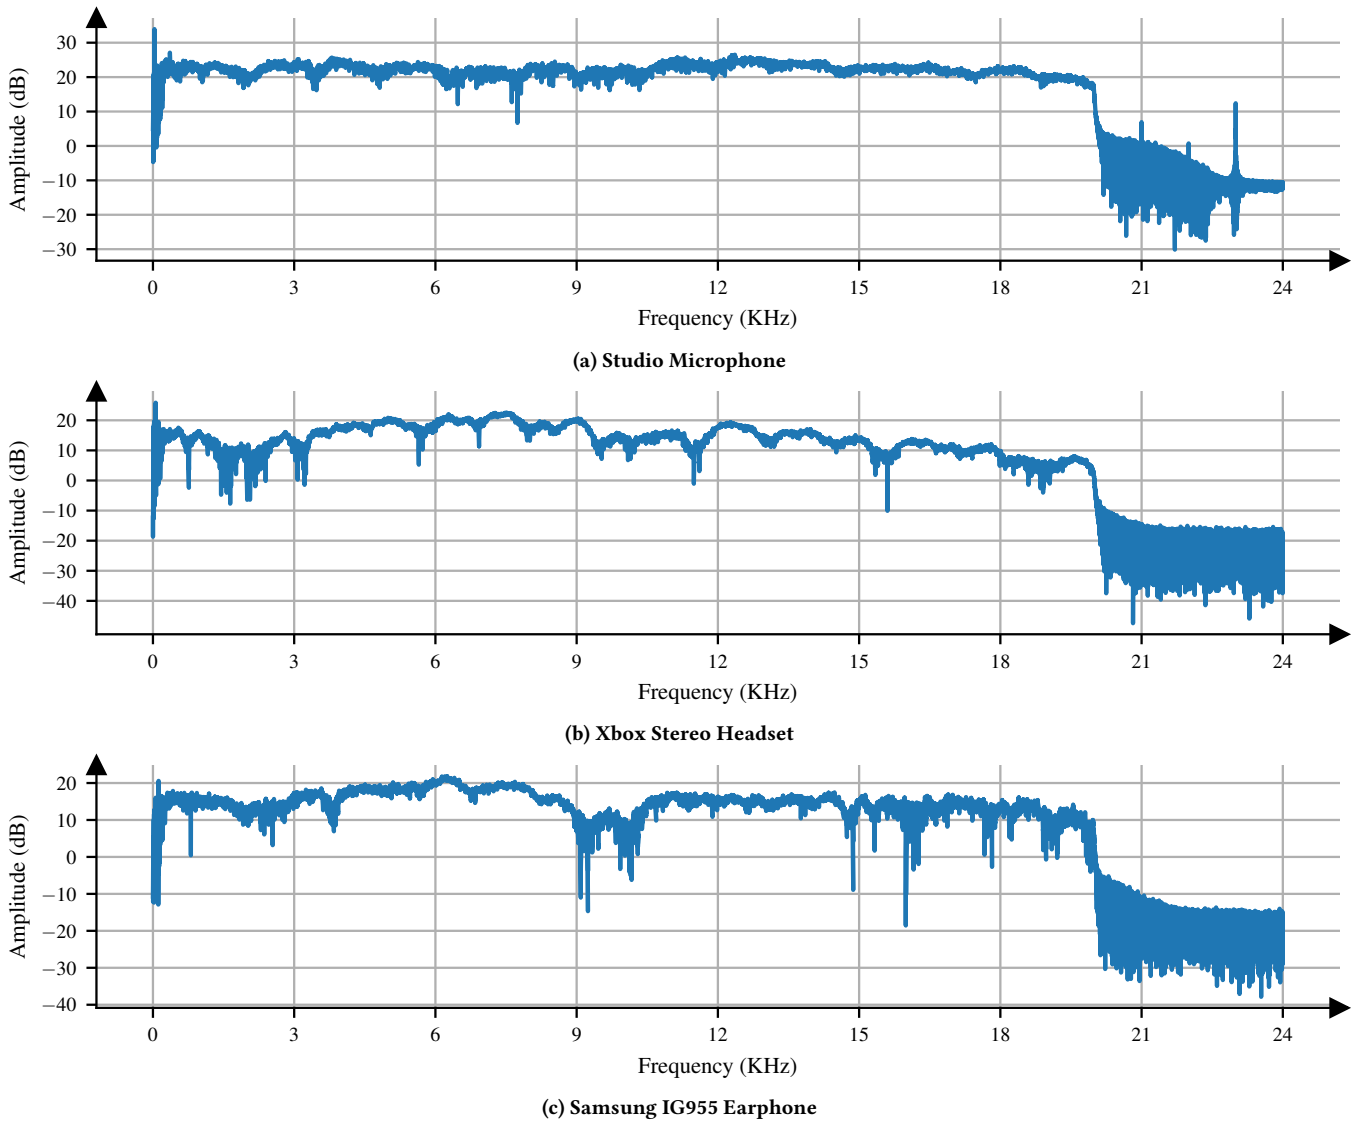 Amplitude (dB)
30
20
10
0
−10
−20
−30
0 3 6 9 12 15 18 21 24
Frequency (KHz)
(a) Studio Microphone
Amplitude (dB)
20
10
0
−10
−20
−30
−40
0 3 6 9 12 15 18 21 24
Frequency (KHz)
(b) Xbox Stereo Headset
Amplitude (dB)
20
10
0
−10
−20
−30
−40
0 3 6 9 12 15 18 21 24
Frequency (KHz)
(c) Samsung IG955 Earphone